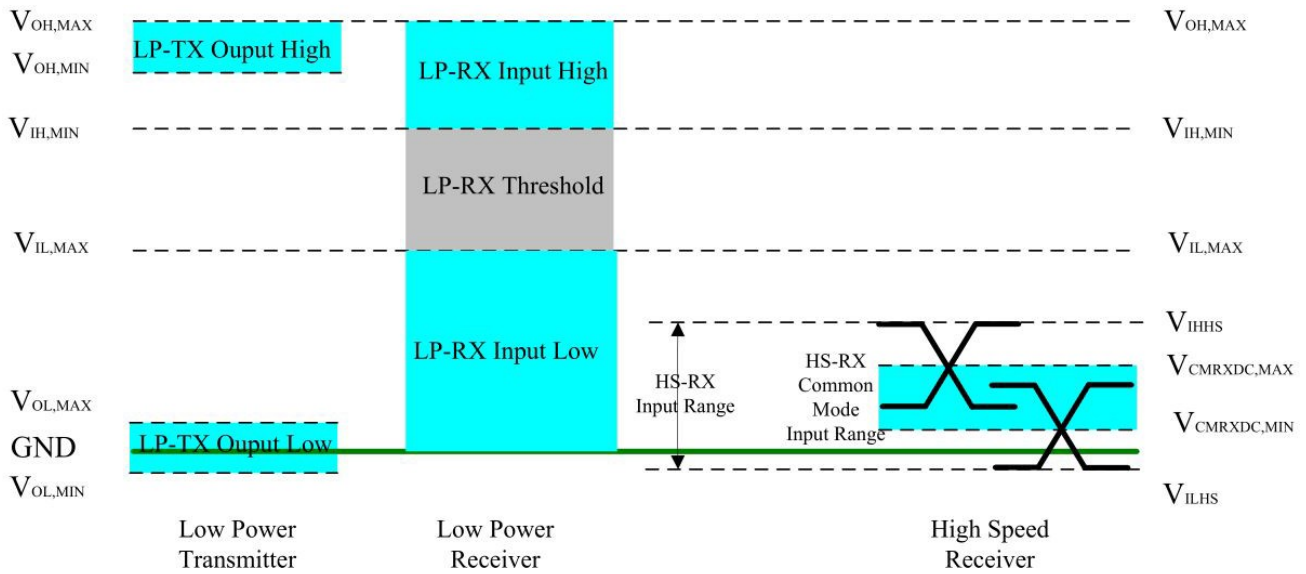 VOH,MAX
LP-TX Ouput High
VOH,MIN
VIH,MIN
VIL,MAX
VOL,MAX
LP-TX Ouput Low
GND
VOL,MIN
Low Power
Transmitter
LP-RX Input High
LP-RX Threshold
LP-RX Input Low
Low Power
Receiver
HS-RX
Input Range
HS-RX
Common
Mode
Input Range
High Speed
Receiver
VOH,MAX
VIH,MIN
VIL,MAX
VIHHS
VCMRXDC,MAX
VCMRXDC,MIN
VILHS